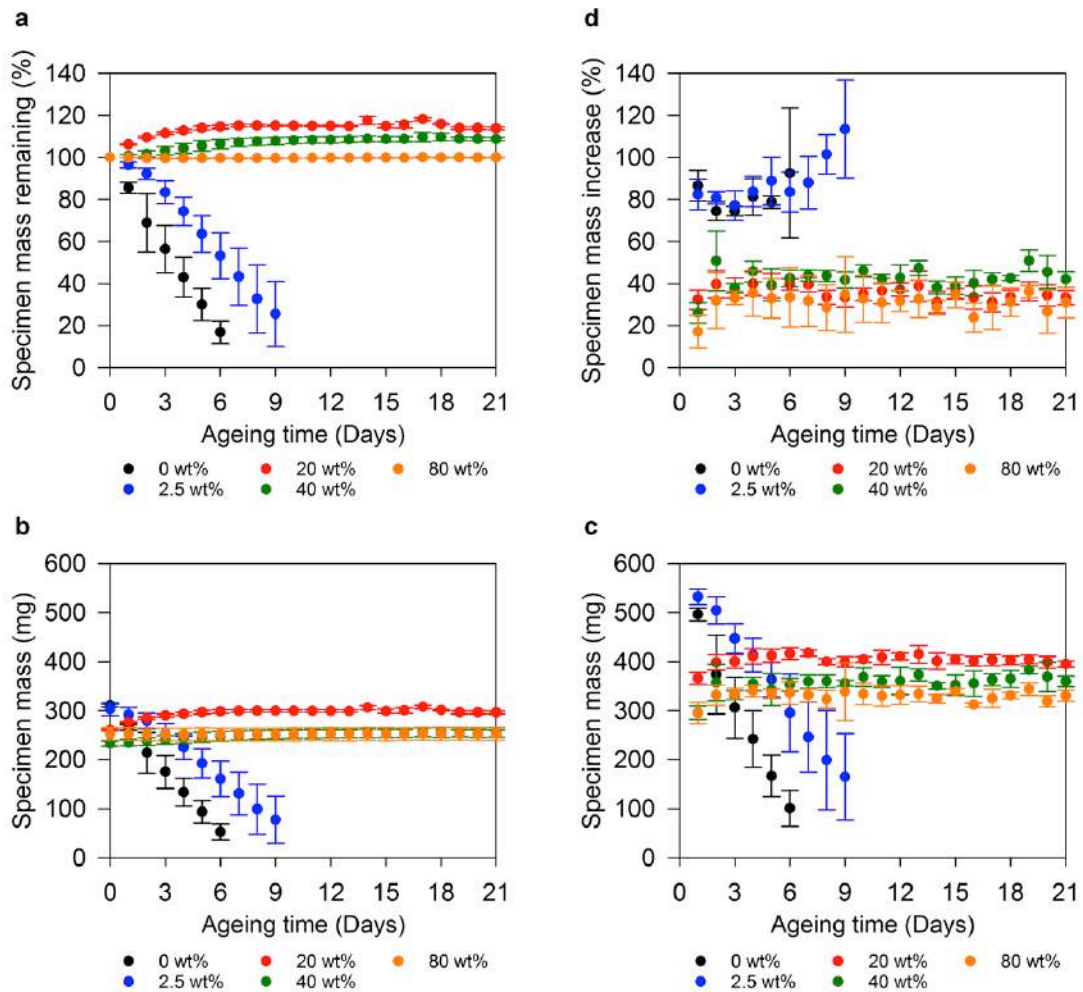 a
Specimen mass remaining (%)
140
120
100
80
60
40
20
0
0 3 6 9 12 15 18 21
Ageing time (Days)
0 wt% 20 wt% 80 wt%
2.5 wt% 40 wt%
d
Specimen mass increase (%)
140
120
100
80
60
40
20
0
0 3 6 9 12 15 18 21
Ageing time (Days)
0 wt% 20 wt% 80 wt%
2.5 wt% 40 wt%
b
Specimen mass (mg)
600
500
400
300
200
100
0
0 3 6 9 12 15 18 21
Ageing time (Days)
0 wt% 20 wt% 80 wt%
2.5 wt% 40 wt%
c
Specimen mass (mg)
600
500
400
300
200
100
0
0 3 6 9 12 15 18 21
Ageing time (Days)
0 wt% 20 wt% 80 wt%
2.5 wt% 40 wt%